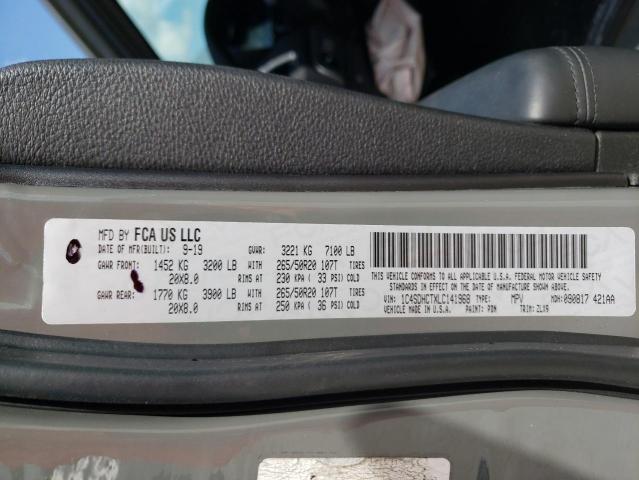 MFD BY FCA US LLC
DATE OF MFR(BUILT): 9-19 GVWR: 3221 KG 7100 LB
GAWR FRONT: 1452 KG 3200 LB WITH 265/50R20 107T TIRES
20X8.0 RIMS AT 230 KPA ( 33 PSI) COLD
GAWR REAR: 1770 KG 3900 LB WITH 265/50R20 107T TIRES
20X8.0 RIMS AT 250 KPA ( 36 PSI) COLD
THIS VEHICLE CONFORMS TO ALL APPLICABLE U.S.A. FEDERAL MOTOR VEHICLE SAFETY
STANDARDS IN EFFECT ON THE DATE OF MANUFACTURE SHOWN ABOVE.
VIN: 1C4SDHCTXLC141968 TYPE: MPV MDH: 090817 421AA
VEHICLE MADE IN U.S.A. PAINT: PDN TRIM: ZLX9